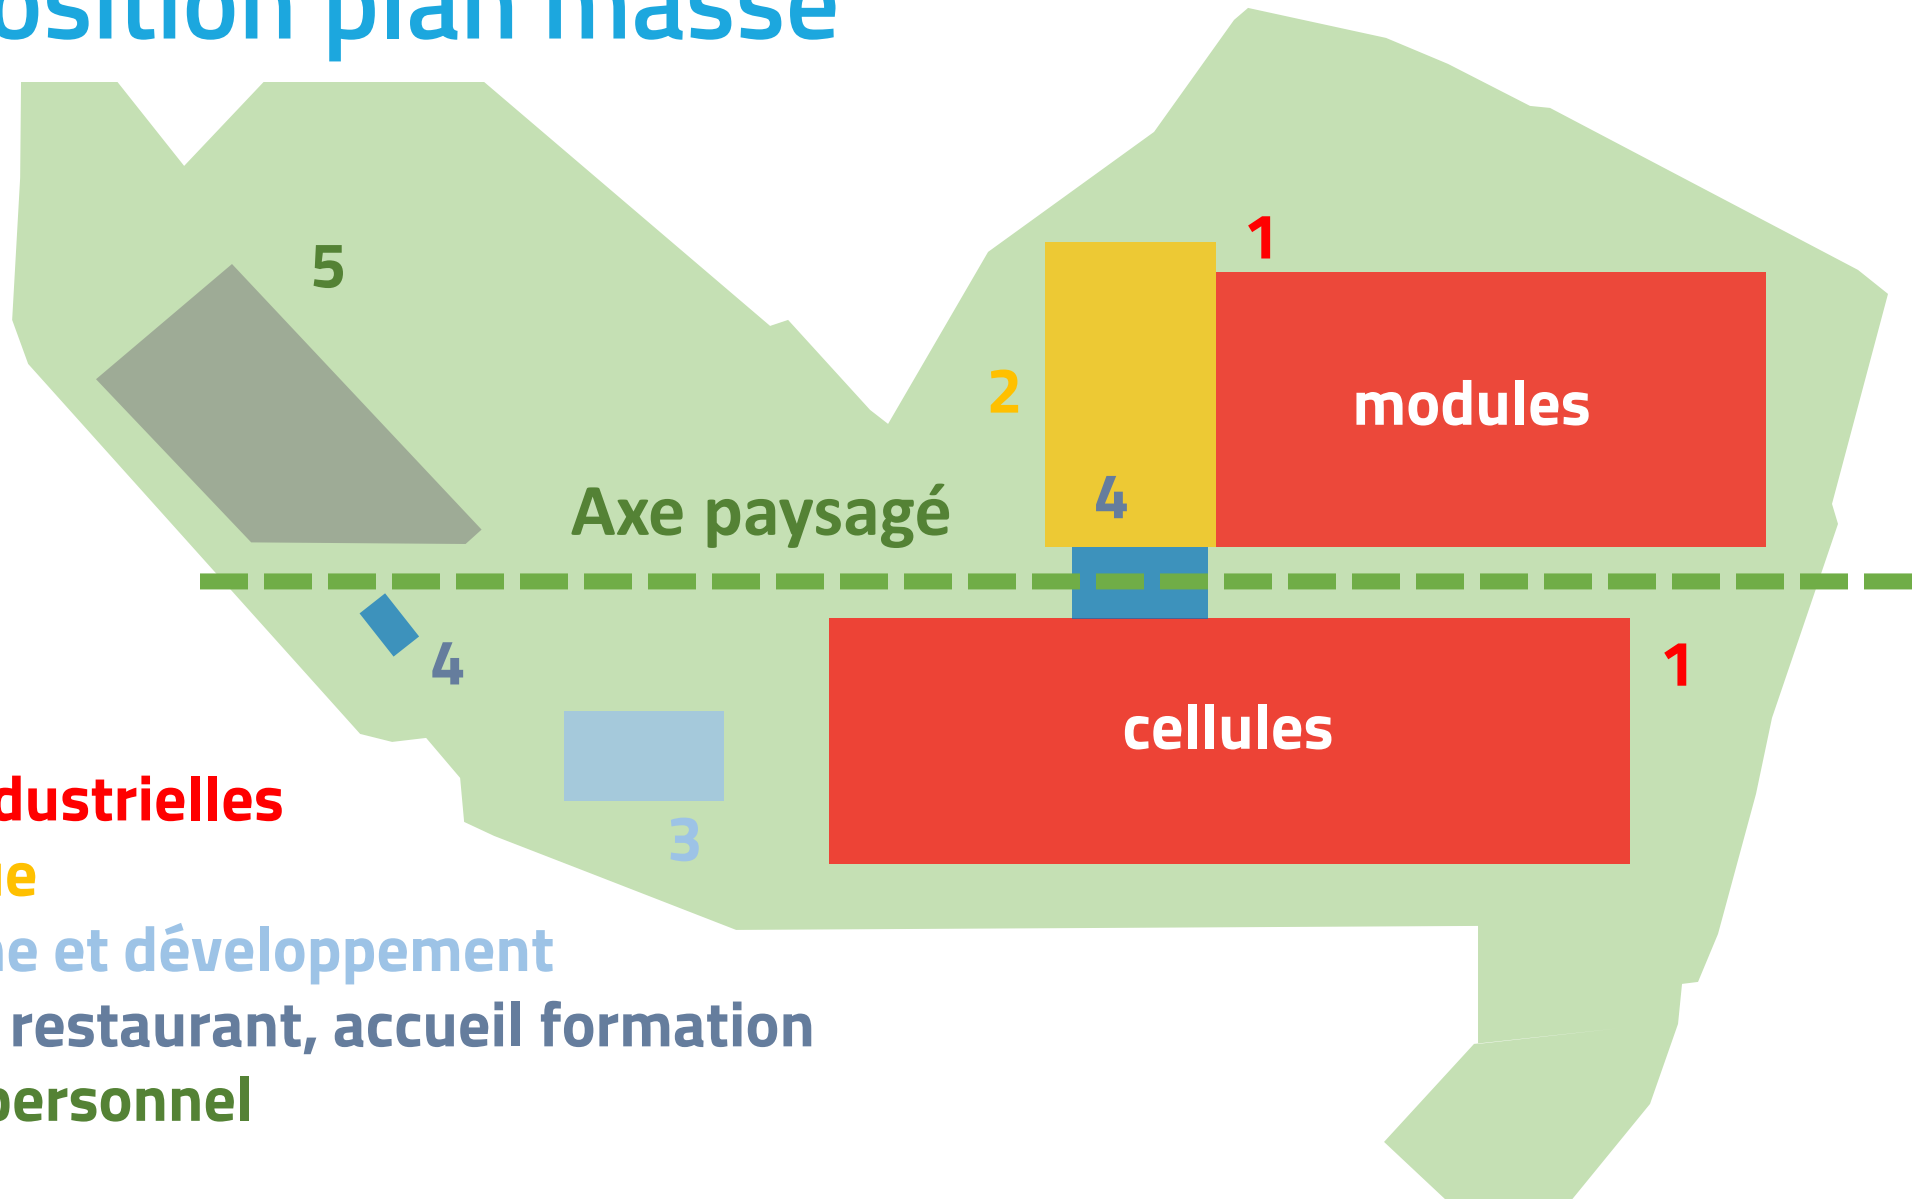 osition plan masse
1
5
2
modules
4
Axe paysagé
4
1
cellules
dustrielles
3
ue
ne et développement
restaurant, accueil formation
personnel